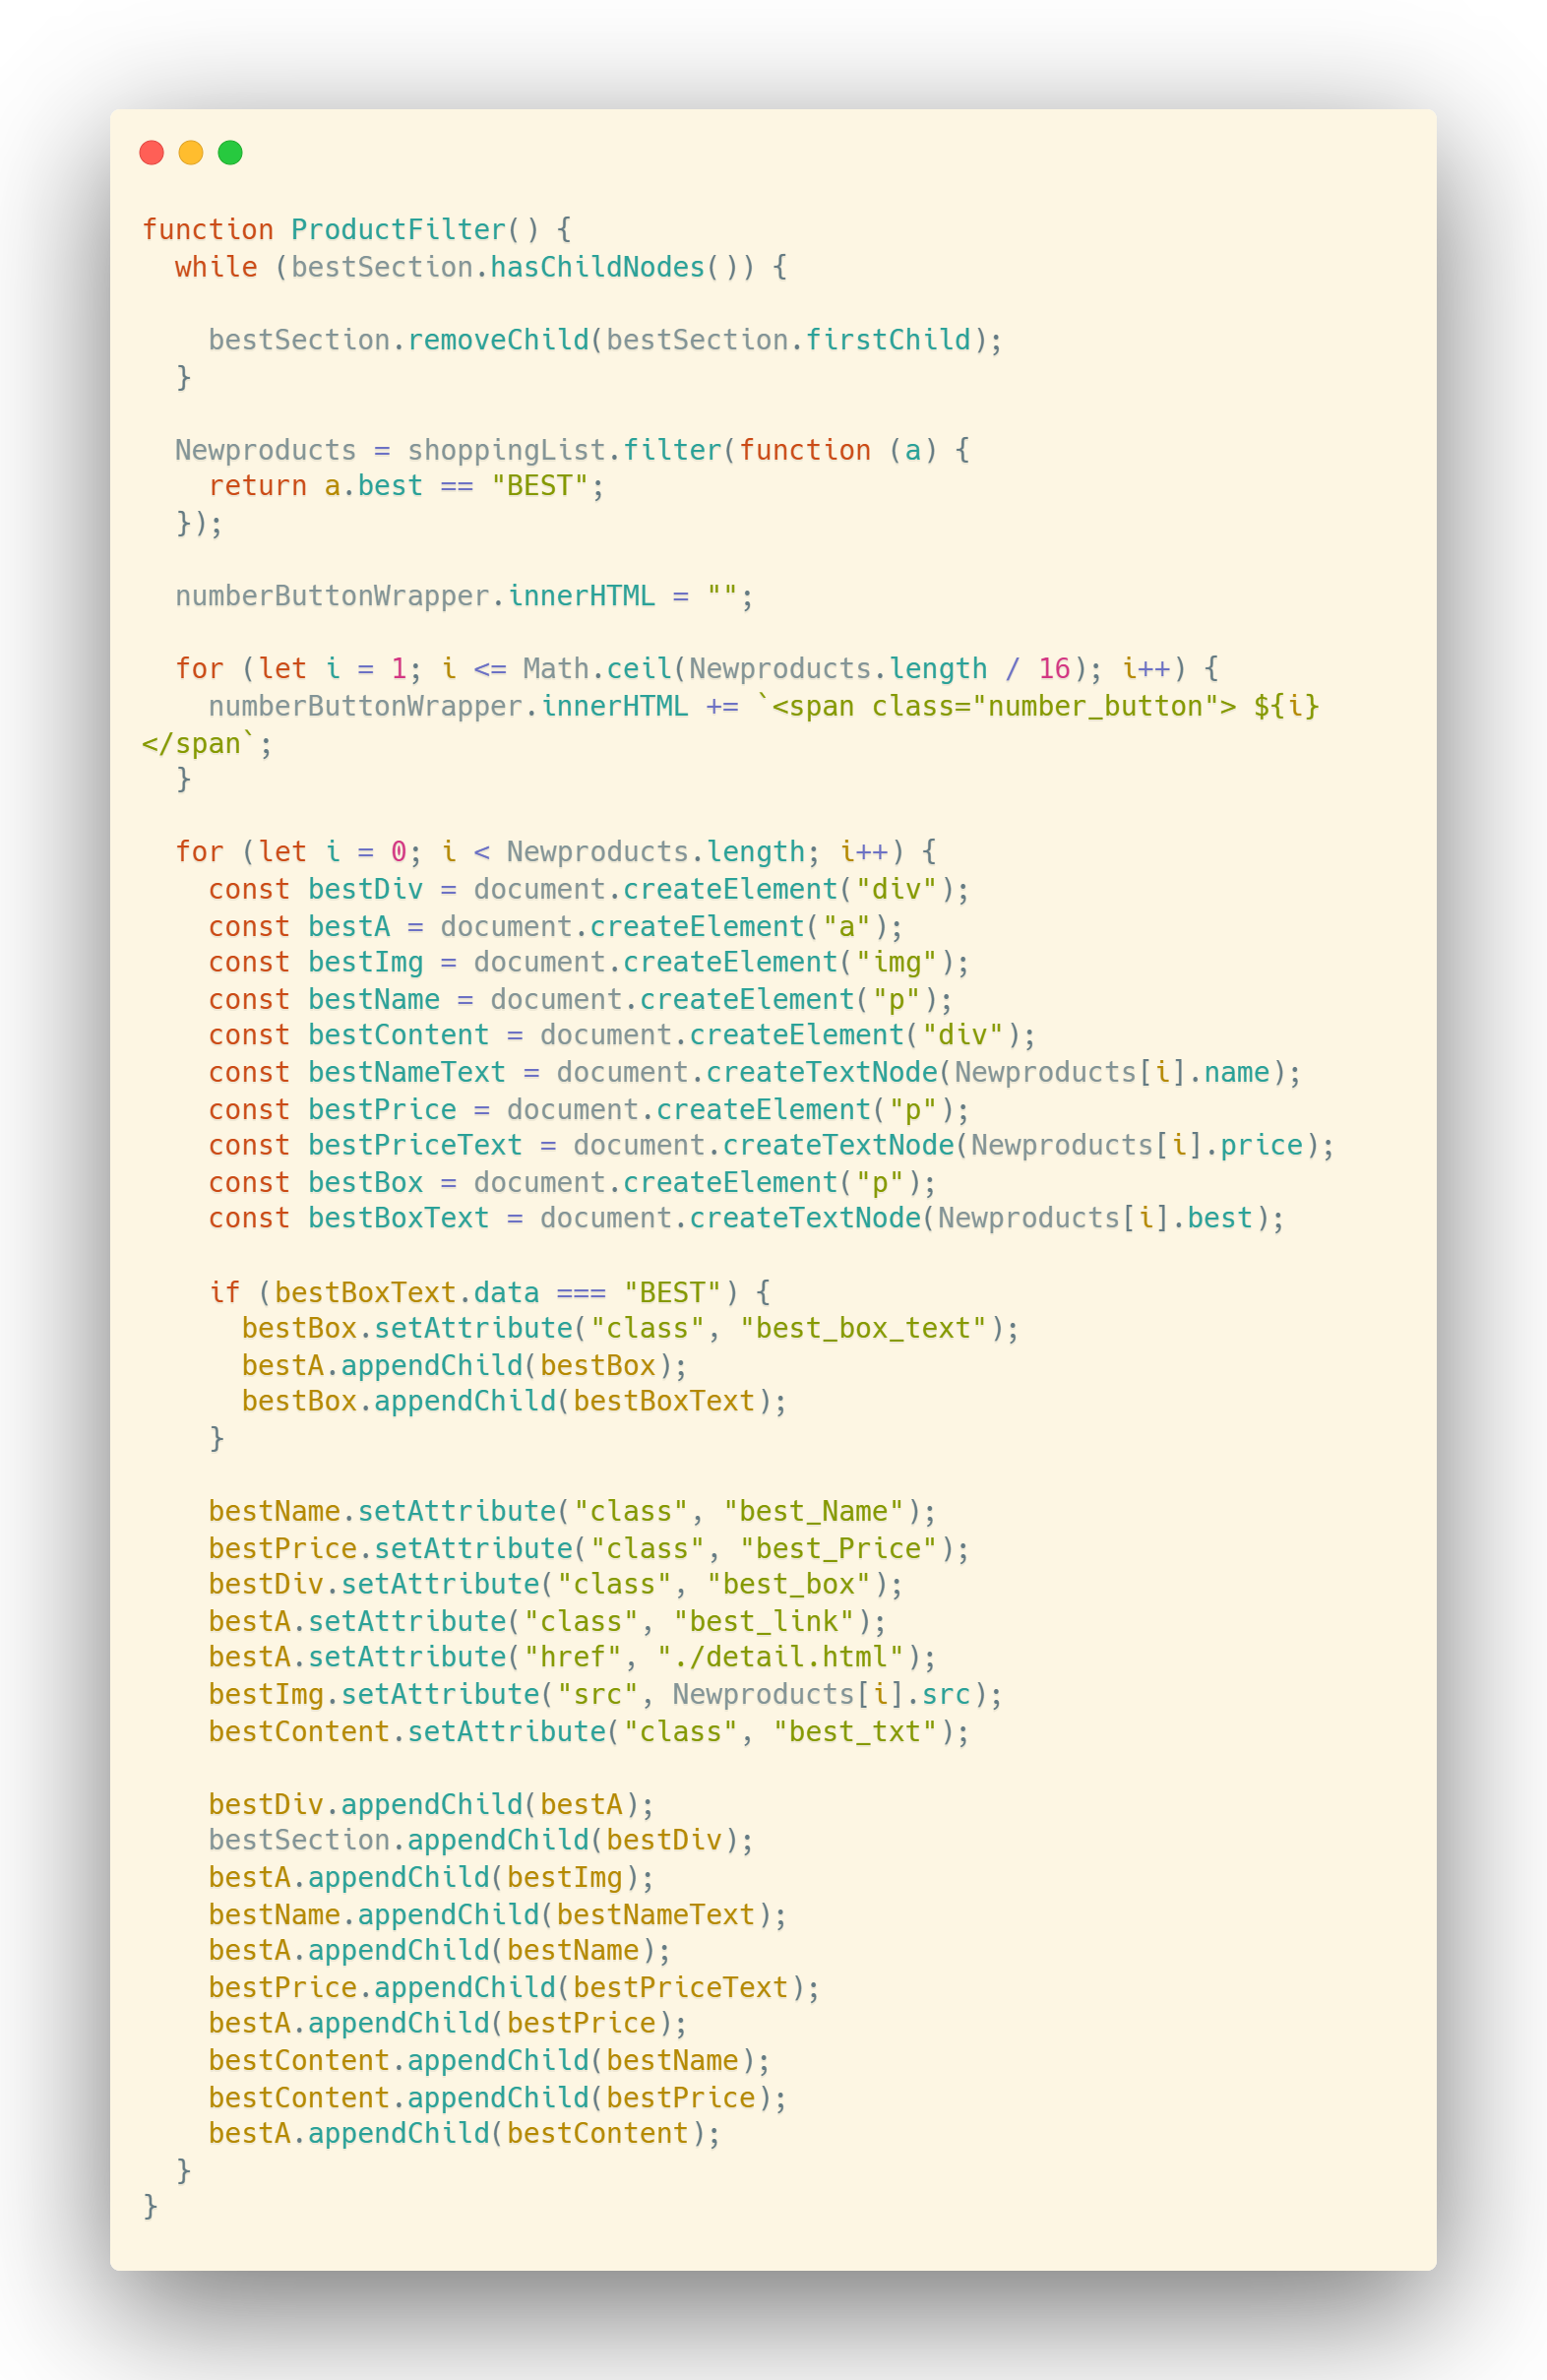 function ProductFilter() {
  while (bestSection.hasChildNodes()) {

    bestSection.removeChild(bestSection.firstChild);
  }

  Newproducts = shoppingList.filter(function (a) {
    return a.best == "BEST";
  });

  numberButtonWrapper.innerHTML = "";

  for (let i = 1; i <= Math.ceil(Newproducts.length / 16); i++) {
    numberButtonWrapper.innerHTML += `<span class="number_button"> ${i}
</span`;
  }

  for (let i = 0; i < Newproducts.length; i++) {
    const bestDiv = document.createElement("div");
    const bestA = document.createElement("a");
    const bestImg = document.createElement("img");
    const bestName = document.createElement("p");
    const bestContent = document.createElement("div");
    const bestNameText = document.createTextNode(Newproducts[i].name);
    const bestPrice = document.createElement("p");
    const bestPriceText = document.createTextNode(Newproducts[i].price);
    const bestBox = document.createElement("p");
    const bestBoxText = document.createTextNode(Newproducts[i].best);

    if (bestBoxText.data === "BEST") {
      bestBox.setAttribute("class", "best_box_text");
      bestA.appendChild(bestBox);
      bestBox.appendChild(bestBoxText);
    }

    bestName.setAttribute("class", "best_Name");
    bestPrice.setAttribute("class", "best_Price");
    bestDiv.setAttribute("class", "best_box");
    bestA.setAttribute("class", "best_link");
    bestA.setAttribute("href", "./detail.html");
    bestImg.setAttribute("src", Newproducts[i].src);
    bestContent.setAttribute("class", "best_txt");

    bestDiv.appendChild(bestA);
    bestSection.appendChild(bestDiv);
    bestA.appendChild(bestImg);
    bestName.appendChild(bestNameText);
    bestA.appendChild(bestName);
    bestPrice.appendChild(bestPriceText);
    bestA.appendChild(bestPrice);
    bestContent.appendChild(bestName);
    bestContent.appendChild(bestPrice);
    bestA.appendChild(bestContent);
  }
}